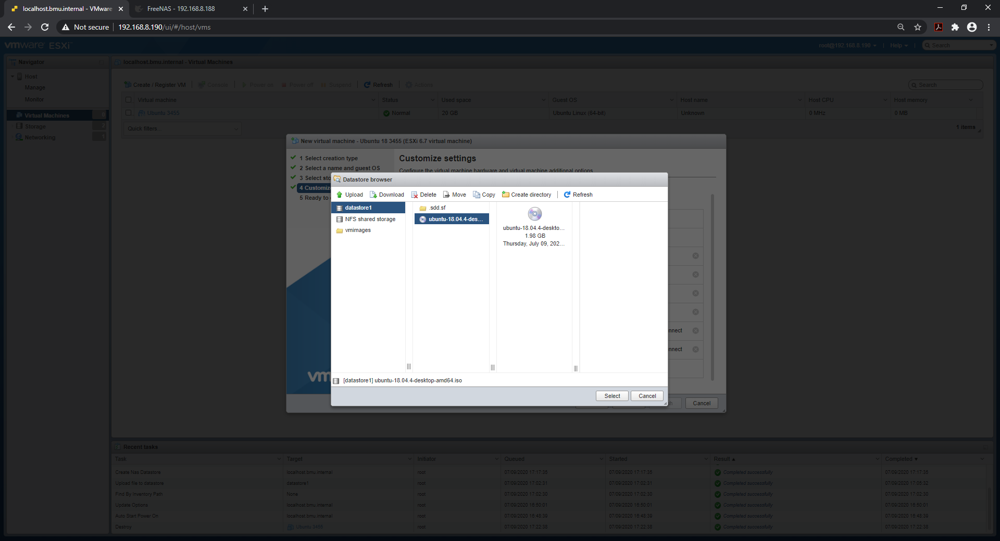 localhost.bmu.internal - VMware
FreeNAS - 192.168.8.188
Not secure
192.168.8.190/ui/#/host/vms
vmware ESXi
root@192.168.8.190
Help
Search
Navigator
localhost.bmu.internal - Virtual Machines
Host
Manage
Monitor
Virtual Machines 0
Storage 2
Networking 1
Create / Register VM
Console
Power on
Power off
Suspend
Refresh
Actions
Search
Virtual machine Status Used space Guest OS Host name Host CPU Host memory
Ubuntu 3455 Normal 20 GB Ubuntu Linux (64-bit) Unknown 0 MHz 0 MB
Quick filters...
1 items
New virtual machine - Ubuntu 18 3455 (ESXi 6.7 virtual machine)
1 Select creation type
2 Select a name and guest OS
3 Select sto
4 Customiz
5 Ready to
Customize settings
Configure the virtual machine hardware and virtual machine additional options
Datastore browser
Upload Download Delete Move Copy Create directory Refresh
datastore1
NFS shared storage
vmimages
.sdd.sf
ubuntu-18.04.4-des...
ubuntu-18.04.4-deskto...
1.98 GB
Thursday, July 09, 202...
nnect
nnect
vm
[datastore1] ubuntu-18.04.4-desktop-amd64.iso
Select
Cancel
h
Cancel
Recent tasks
Task Target Initiator Queued Started Result ▲ Completed ▼
Create Nas Datastore localhost.bmu.internal root 07/09/2020 17:17:35 07/09/2020 17:17:35 Completed successfully 07/09/2020 17:17:35
Upload file to datastore datastore1 root 07/09/2020 17:02:31 07/09/2020 17:02:31 Completed successfully 07/09/2020 17:05:32
Find By Inventory Path None root 07/09/2020 17:02:30 07/09/2020 17:02:30 Completed successfully 07/09/2020 17:02:30
Update Options localhost.bmu.internal root 07/09/2020 16:50:01 07/09/2020 16:50:01 Completed successfully 07/09/2020 16:50:01
Auto Start Power On localhost.bmu.internal root 07/09/2020 16:48:39 07/09/2020 16:48:39 Completed successfully 07/09/2020 16:48:39
Destroy Ubuntu 3455 root 07/09/2020 17:22:38 07/09/2020 17:22:38 Completed successfully 07/09/2020 17:22:38